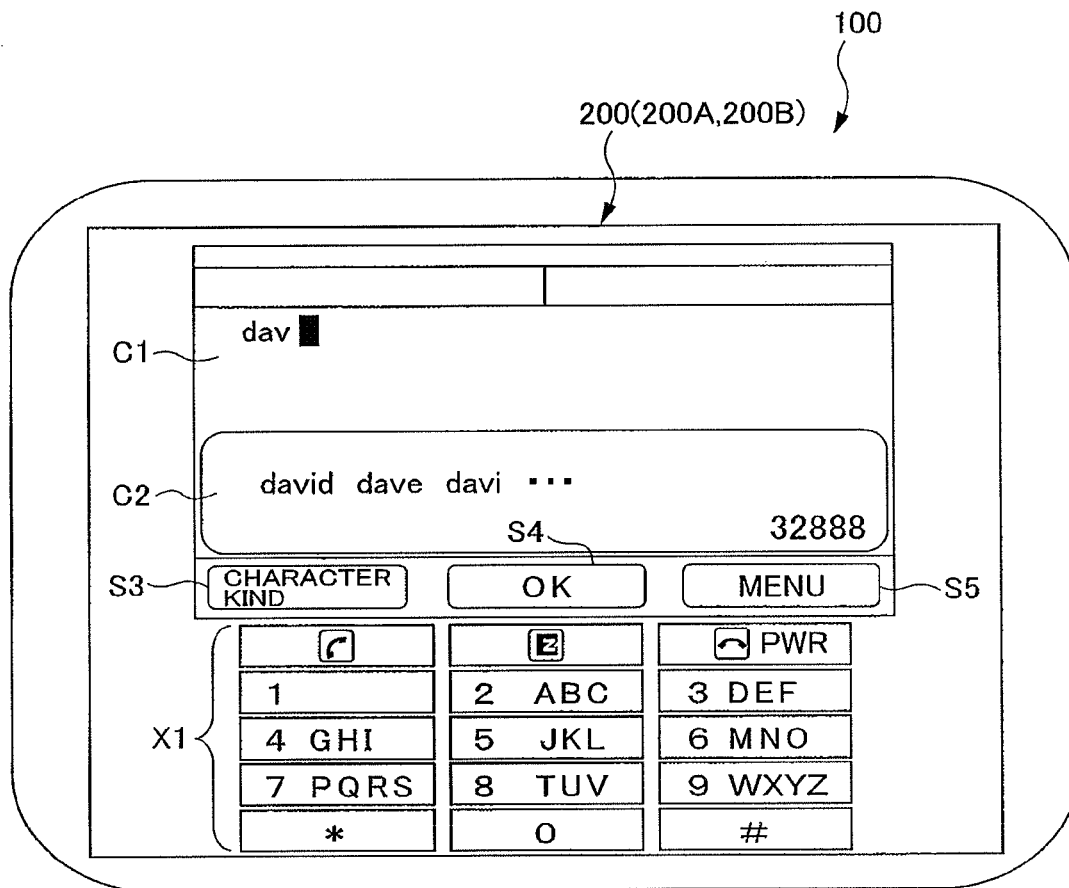 100
200(200A,200B)
dav
C1
david dave davi ▪▪▪
C2
32888
S4
S3
CHARACTER
KIND
OK
MENU
S5
PWR
1
2 ABC
3 DEF
X1
4 GHI
5 JKL
6 MNO
7 PQRS
8 TUV
9 WXYZ
*
0
#